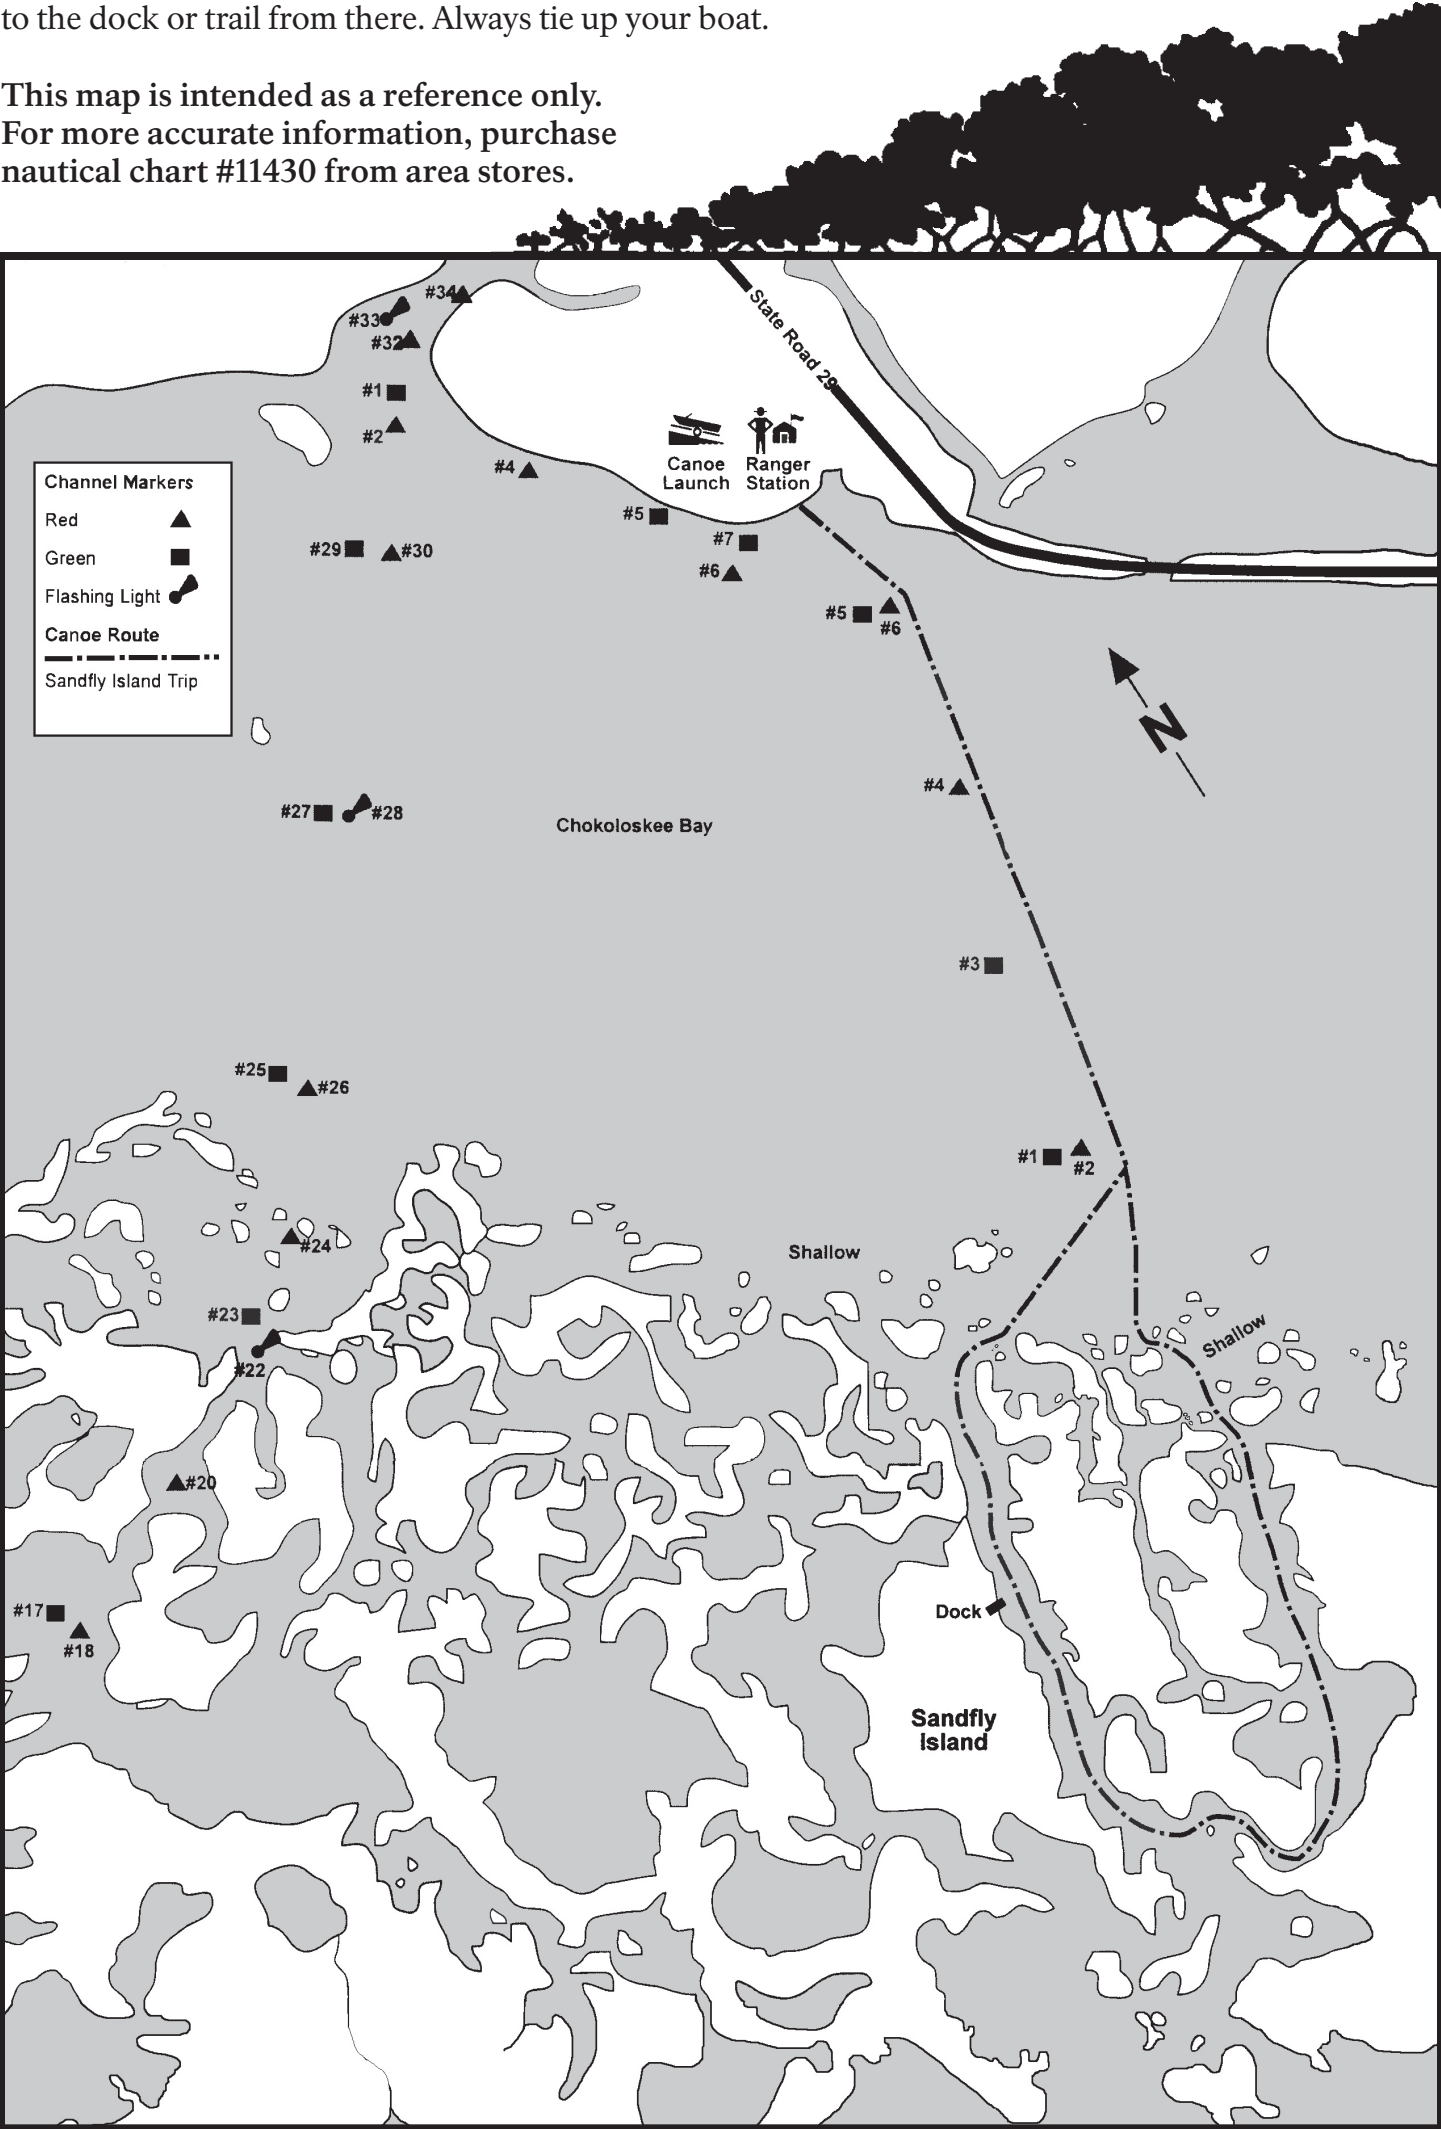 to the dock or trail from there. Always tie up your boat.
This map is intended as a reference only.
For more accurate information, purchase
nautical chart #11430 from area stores.
#34
#33
#32
State Road 29
#1
#2
Canoe
Launch
Ranger
Station
#4
Channel Markers
Red
Green
Flashing Light
Canoe Route
Sandfly Island Trip
#5
#7
#29
#30
#6
#5
#6
N
#4
#27
#28
Chokoloskee Bay
#3
#25
#26
#1
#2
#24
Shallow
#23
Shallow
#22
#20
#17
#18
Dock
Sandfly
Island